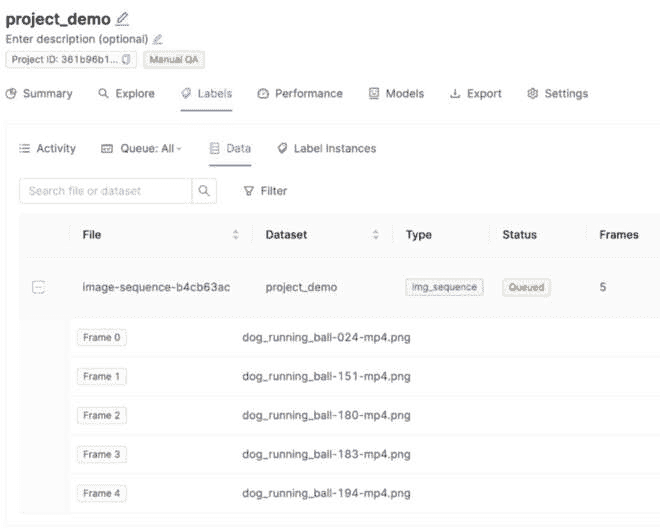 project_demo
Enter description (optional)
Project ID: 361b96b1... Manual QA
Summary Explore Labels Performance Models Export Settings
Activity Queue: All Data Label Instances
Search file or dataset Filter
File Dataset Type Status Frames
image-sequence-b4cb63ac project_demo img_sequence Queued 5
Frame 0 dog_running_ball-024-mp4.png
Frame 1 dog_running_ball-151-mp4.png
Frame 2 dog_running_ball-180-mp4.png
Frame 3 dog_running_ball-183-mp4.png
Frame 4 dog_running_ball-194-mp4.png